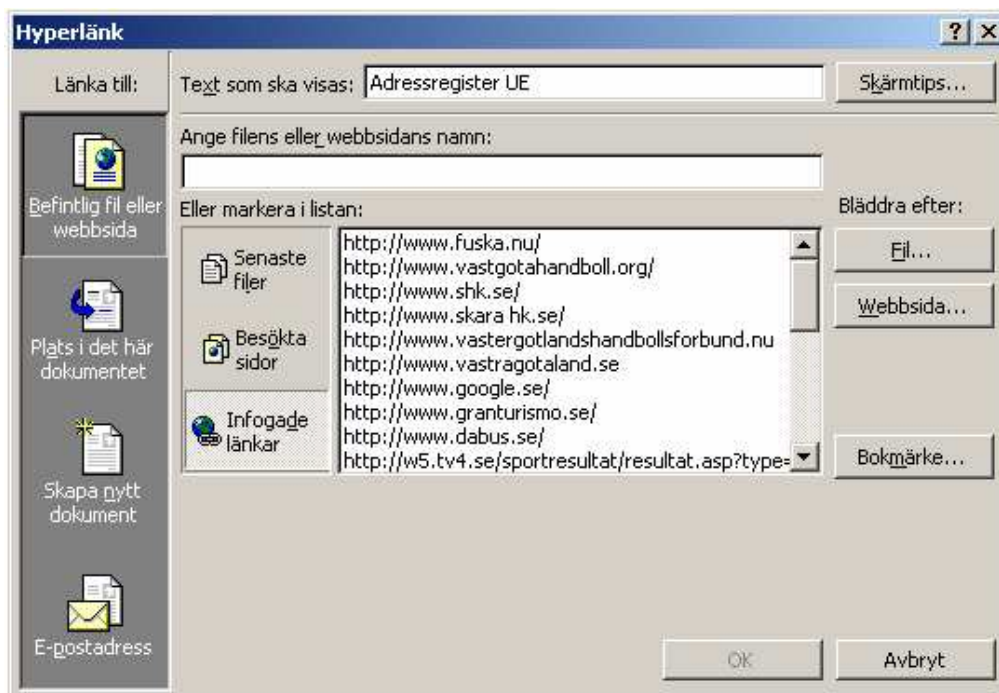 Hyperlänk
Länka till:
Text som ska visas:
Adressregister UE
Skärmtips...
Befintlig fil eller
webbsida
Plats i det här
dokumentet
Skapa nytt
dokument
E-postadress
Ange filens eller webbsidans namn:
Eller markera i listan:
Senaste
filer
Besökta
sidor
Infogade
länkar
http://www.fuska.nu/
http://www.vastgotahandboll.org/
http://www.shk.se/
http://www.skara hk.se/
http://www.vastergotlandshandbollsforbund.nu
http://www.vastragotaland.se
http://www.google.se/
http://www.granturismo.se/
http://www.dabus.se/
http://w5.tv4.se/sportresultat/resultat.asp?type=
Bläddra efter:
Fil...
Webbsida...
Bokmärke...
OK
Avbryt